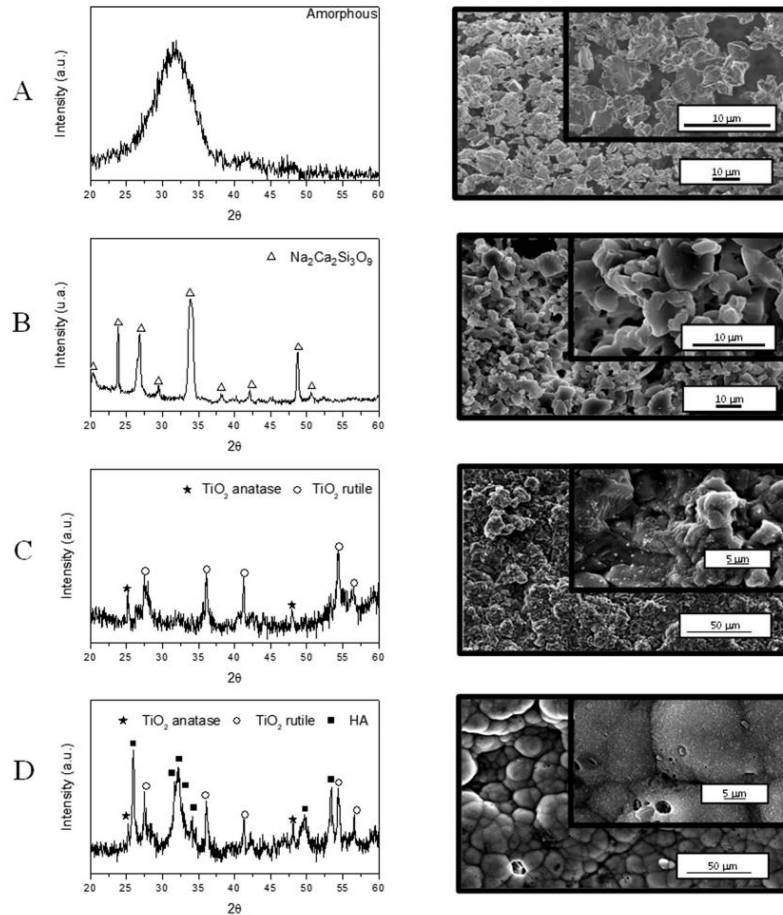 A
Amorphous
Intensity (a.u.)
20 25 30 35 40 45 50 55 60
2θ
10 µm
10 µm
B
△ Na₂Ca₂Si₃O₉
Intensity (u.a.)
20 25 30 35 40 45 50 55 60
2θ
10 µm
10 µm
C
★ TiO₂ anatase ○ TiO₂ rutile
Intensity (a.u.)
20 25 30 35 40 45 50 55 60
2θ
5 µm
50 µm
D
★ TiO₂ anatase ○ TiO₂ rutile ■ HA
Intensity (a.u.)
20 25 30 35 40 45 50 55 60
2θ
5 µm
50 µm